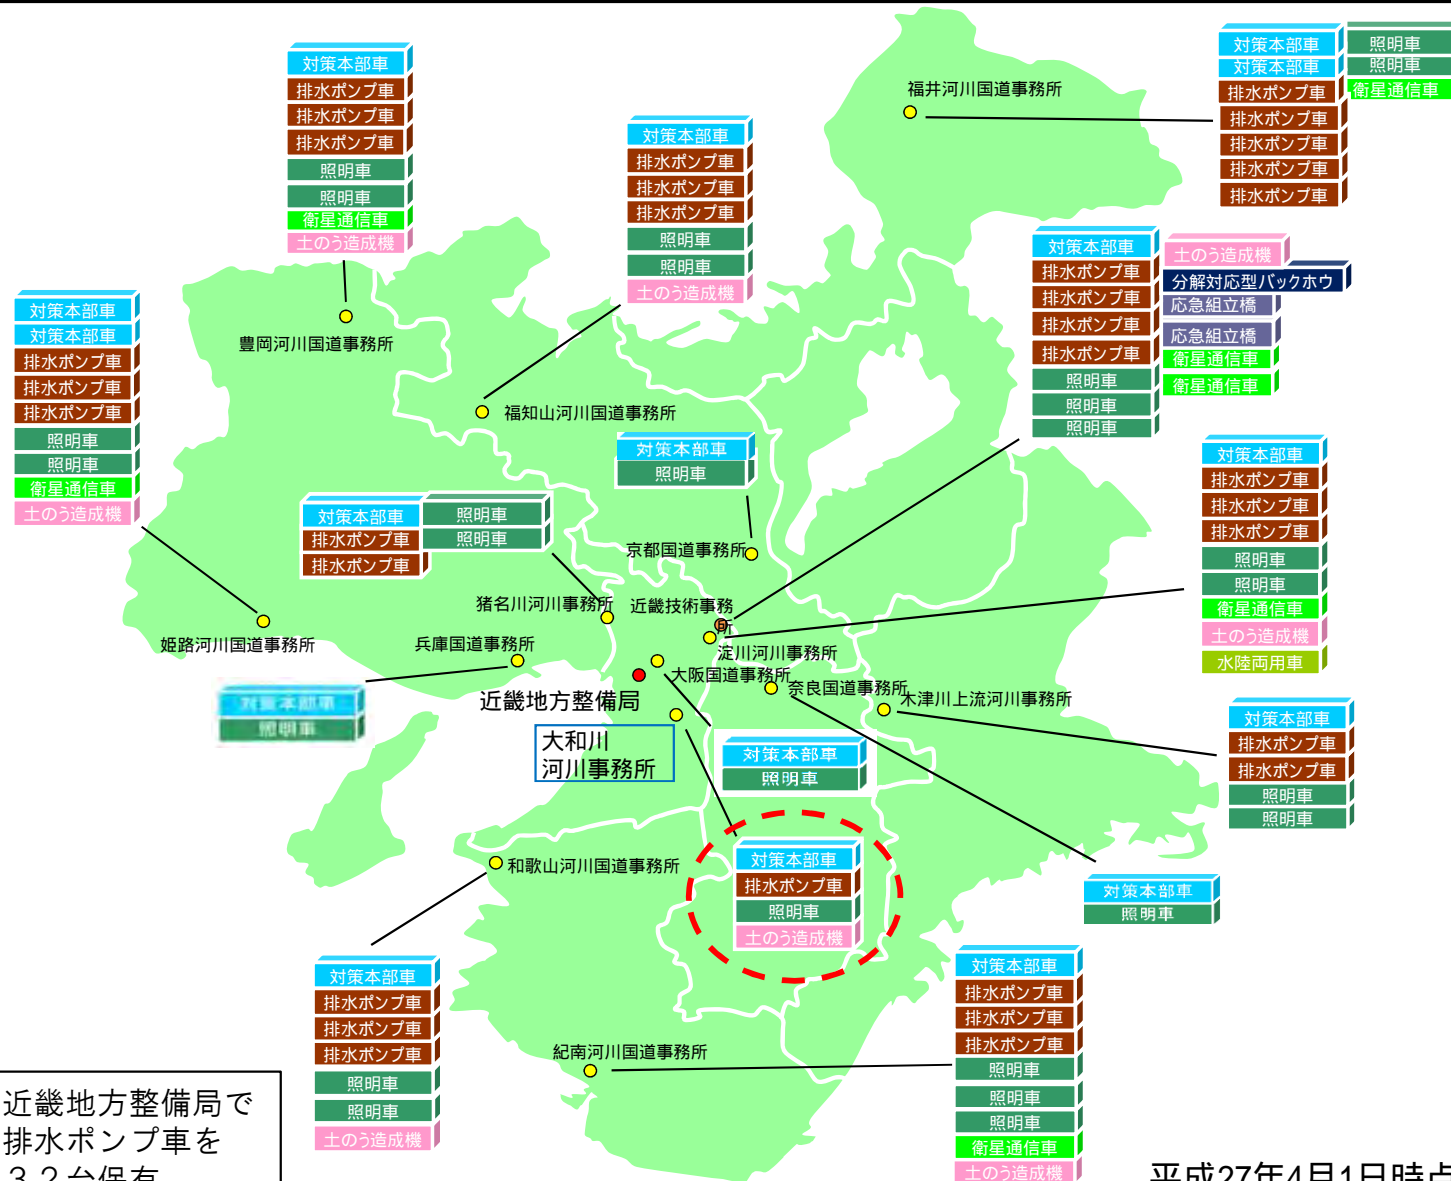 対策本部車
排水ポンプ車
排水ポンプ車
排水ポンプ車
照明車
照明車
衛星通信車
土のう造成機
豊岡河川国道事務所
対策本部車
排水ポンプ車
排水ポンプ車
排水ポンプ車
照明車
照明車
土のう造成機
福知山河川国道事務所
福井河川国道事務所
対策本部車
対策本部車
排水ポンプ車
排水ポンプ車
排水ポンプ車
排水ポンプ車
排水ポンプ車
照明車
照明車
衛星通信車
対策本部車
排水ポンプ車
排水ポンプ車
排水ポンプ車
排水ポンプ車
照明車
照明車
照明車
土のう造成機
分解対応型バックホウ
応急組立橋
応急組立橋
衛星通信車
衛星通信車
対策本部車
対策本部車
排水ポンプ車
排水ポンプ車
排水ポンプ車
照明車
照明車
衛星通信車
土のう造成機
姫路河川国道事務所
対策本部車
排水ポンプ車
排水ポンプ車
照明車
照明車
猪名川河川事務所
対策本部車
照明車
京都国道事務所
近畿技術事務
所
淀川河川事務所
対策本部車
排水ポンプ車
排水ポンプ車
排水ポンプ車
照明車
照明車
衛星通信車
土のう造成機
水陸両用車
兵庫国道事務所
対策本部車
照明車
近畿地方整備局
大阪国道事務所
対策本部車
照明車
奈良国道事務所
対策本部車
照明車
木津川上流河川事務所
対策本部車
排水ポンプ車
排水ポンプ車
照明車
照明車
大和川
河川事務所
対策本部車
排水ポンプ車
照明車
土のう造成機
和歌山河川国道事務所
対策本部車
排水ポンプ車
排水ポンプ車
排水ポンプ車
照明車
照明車
土のう造成機
紀南河川国道事務所
対策本部車
排水ポンプ車
排水ポンプ車
排水ポンプ車
照明車
照明車
照明車
衛星通信車
土のう造成機
近畿地方整備局で
排水ポンプ車を
３２台保有
平成27年4月1日時点